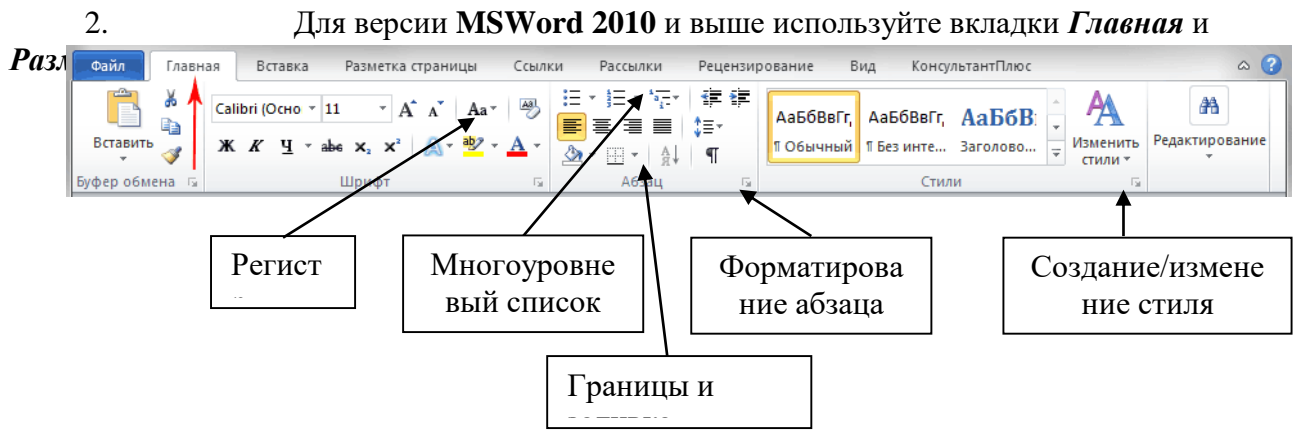 2. Для версии MSWord 2010 и выше используйте вкладки Главная и
Файл Главная Вставка Разметка страницы Ссылки Рассылки Рецензирование Вид КонсультантПлюс
Calibri (Осно 11 Aa
АаБбВвГг, АаБбВвГг, АаБбВ
Вставить
Ж К Ч abc x₂ x² ab A
¶ Обычный ¶ Без инте... Заголово...
Изменить стили
Редактирование
Буфер обмена Шрифт Абзац Стили
Регист
Многоуровне
вый список
Форматирова
ние абзаца
Создание/измене
ние стиля
Границы и